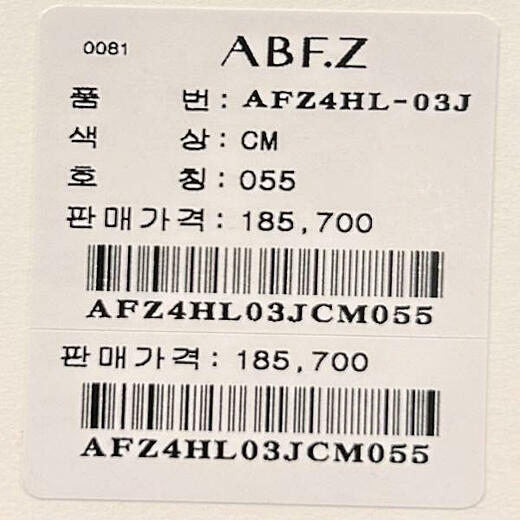 0081 ABF.Z
품 번: AFZ4HL-03J
색 상: CM
호 칭: 055
판매가격: 185,700
AFZ4HL03JCM055
판매가격: 185,700
AFZ4HL03JCM055